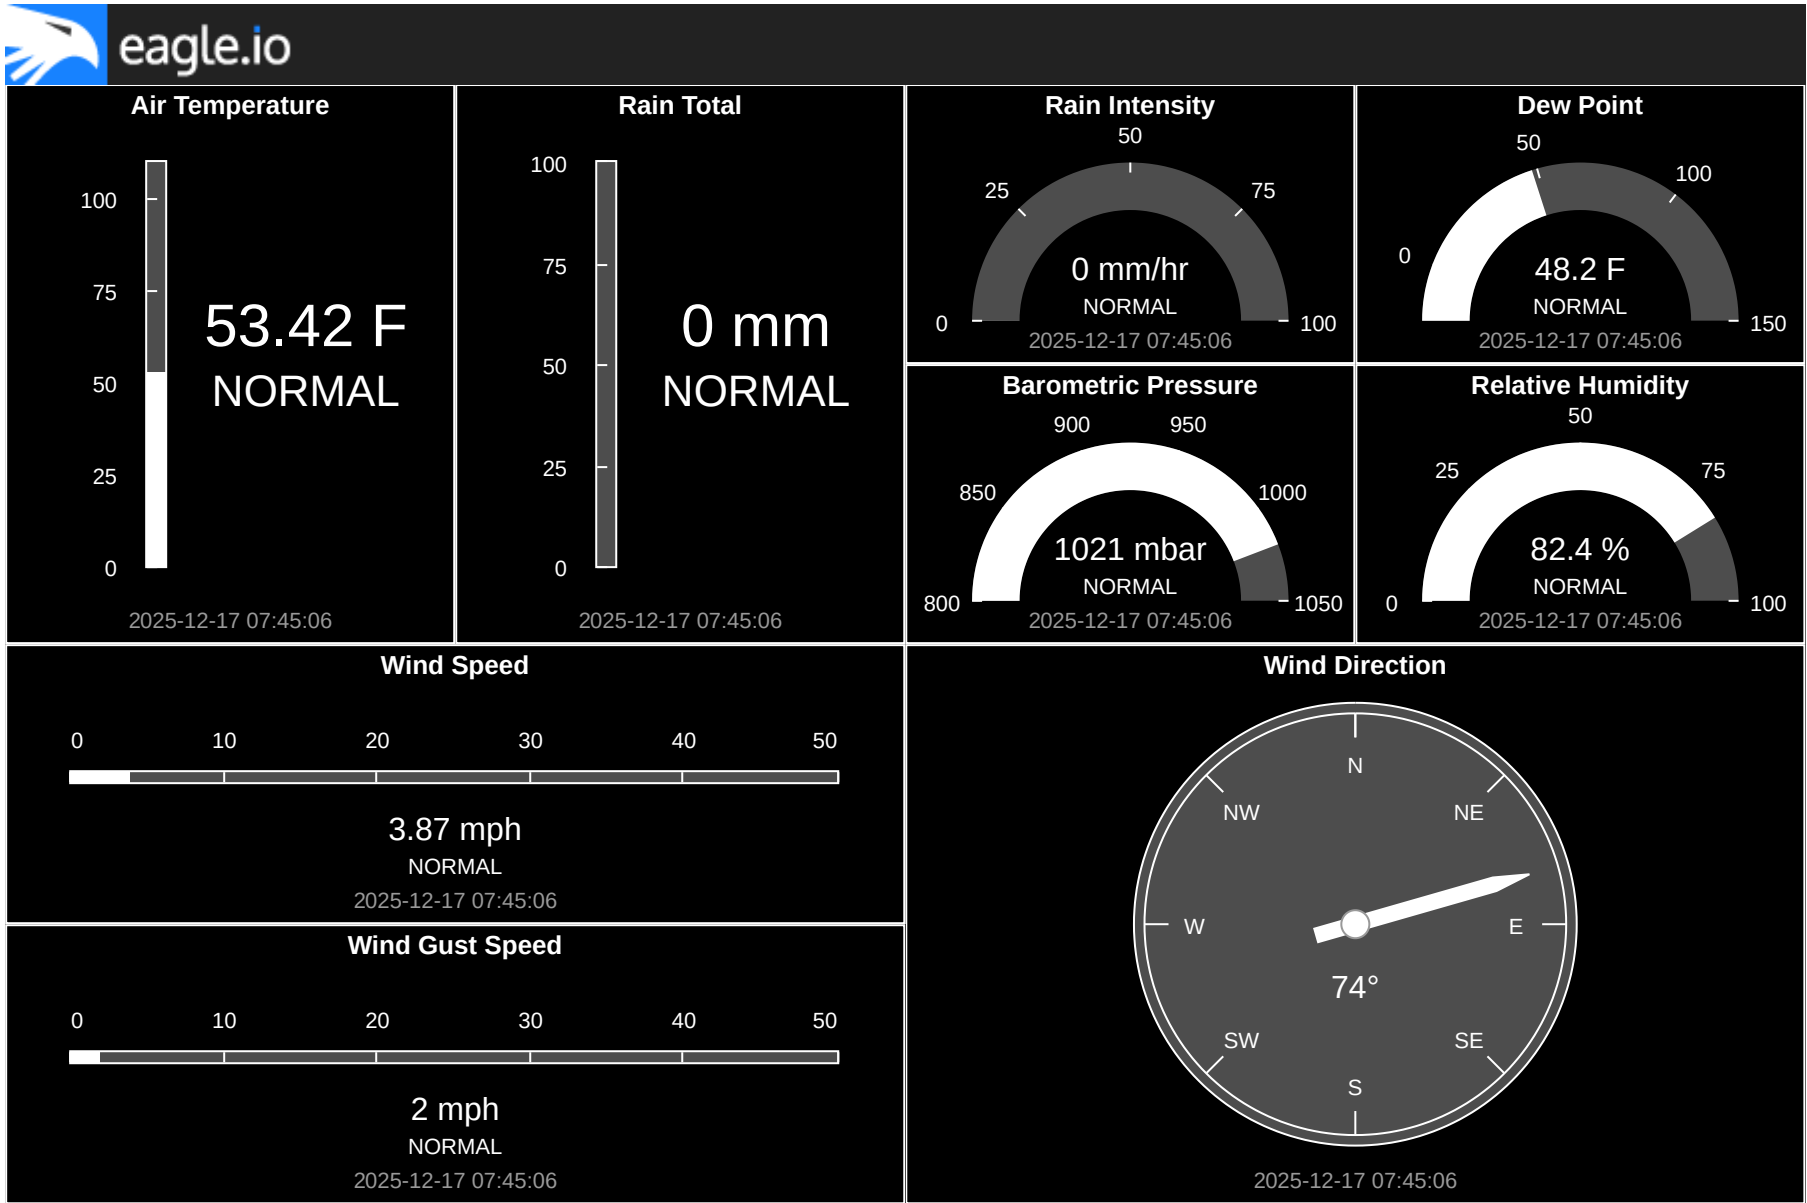 eagle.io
Air Temperature
100
75
50
25
0
53.42 F
NORMAL
2025-12-17 07:45:06
Rain Total
100
75
50
25
0
0 mm
NORMAL
2025-12-17 07:45:06
Rain Intensity
0
25
50
75
100
0 mm/hr
NORMAL
2025-12-17 07:45:06
Dew Point
0
50
100
150
48.2 F
NORMAL
2025-12-17 07:45:06
Barometric Pressure
800
850
900
950
1000
1050
1021 mbar
NORMAL
2025-12-17 07:45:06
Relative Humidity
0
25
50
75
100
82.4 %
NORMAL
2025-12-17 07:45:06
Wind Speed
0 10 20 30 40 50
3.87 mph
NORMAL
2025-12-17 07:45:06
Wind Gust Speed
0 10 20 30 40 50
2 mph
NORMAL
2025-12-17 07:45:06
Wind Direction
N
NW NE
W E
74°
SW SE
S
2025-12-17 07:45:06